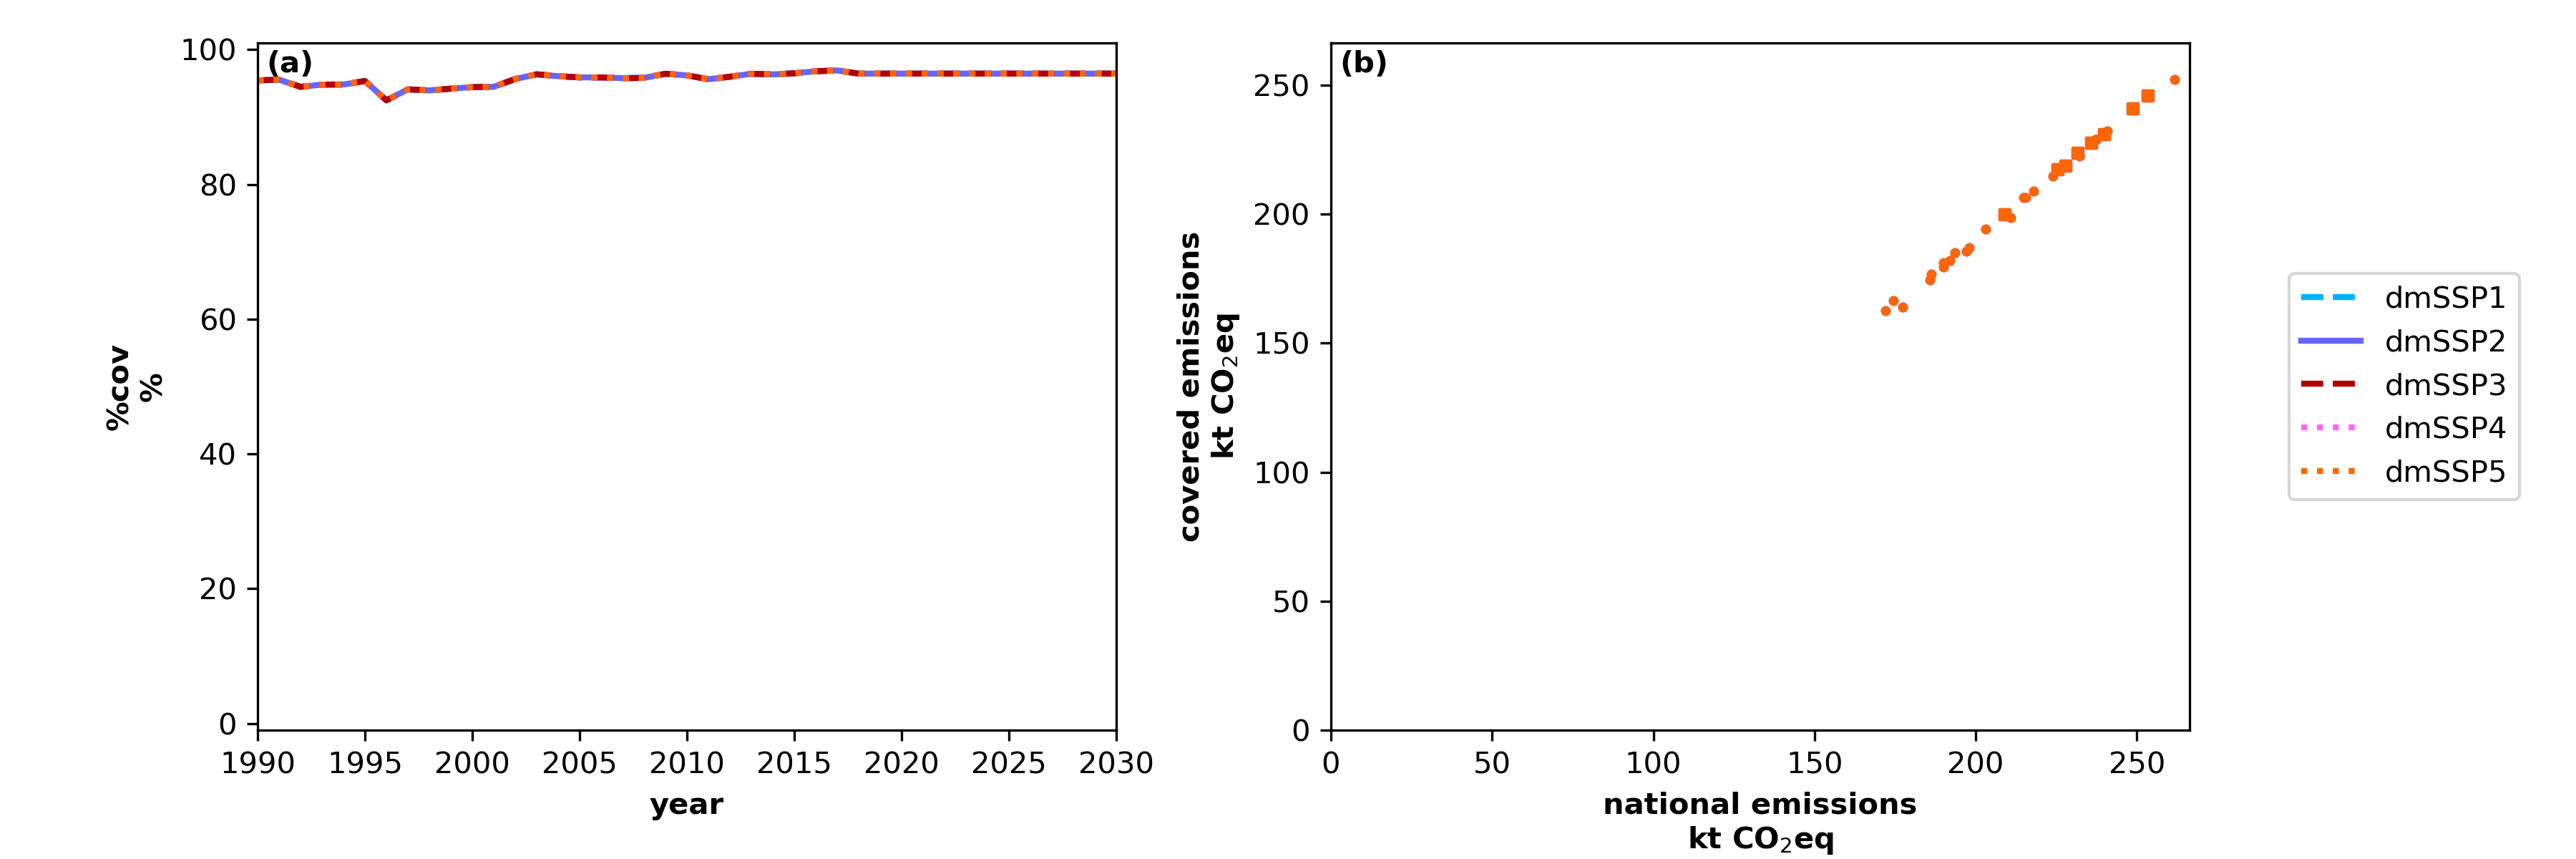 (a)
100
80
60
40
20
0
%cov
%
1990 1995 2000 2005 2010 2015 2020 2025 2030
year
(b)
250
200
150
100
50
0
covered emissions
kt CO₂eq
0 50 100 150 200 250
national emissions
kt CO₂eq
dmSSP1
dmSSP2
dmSSP3
dmSSP4
dmSSP5